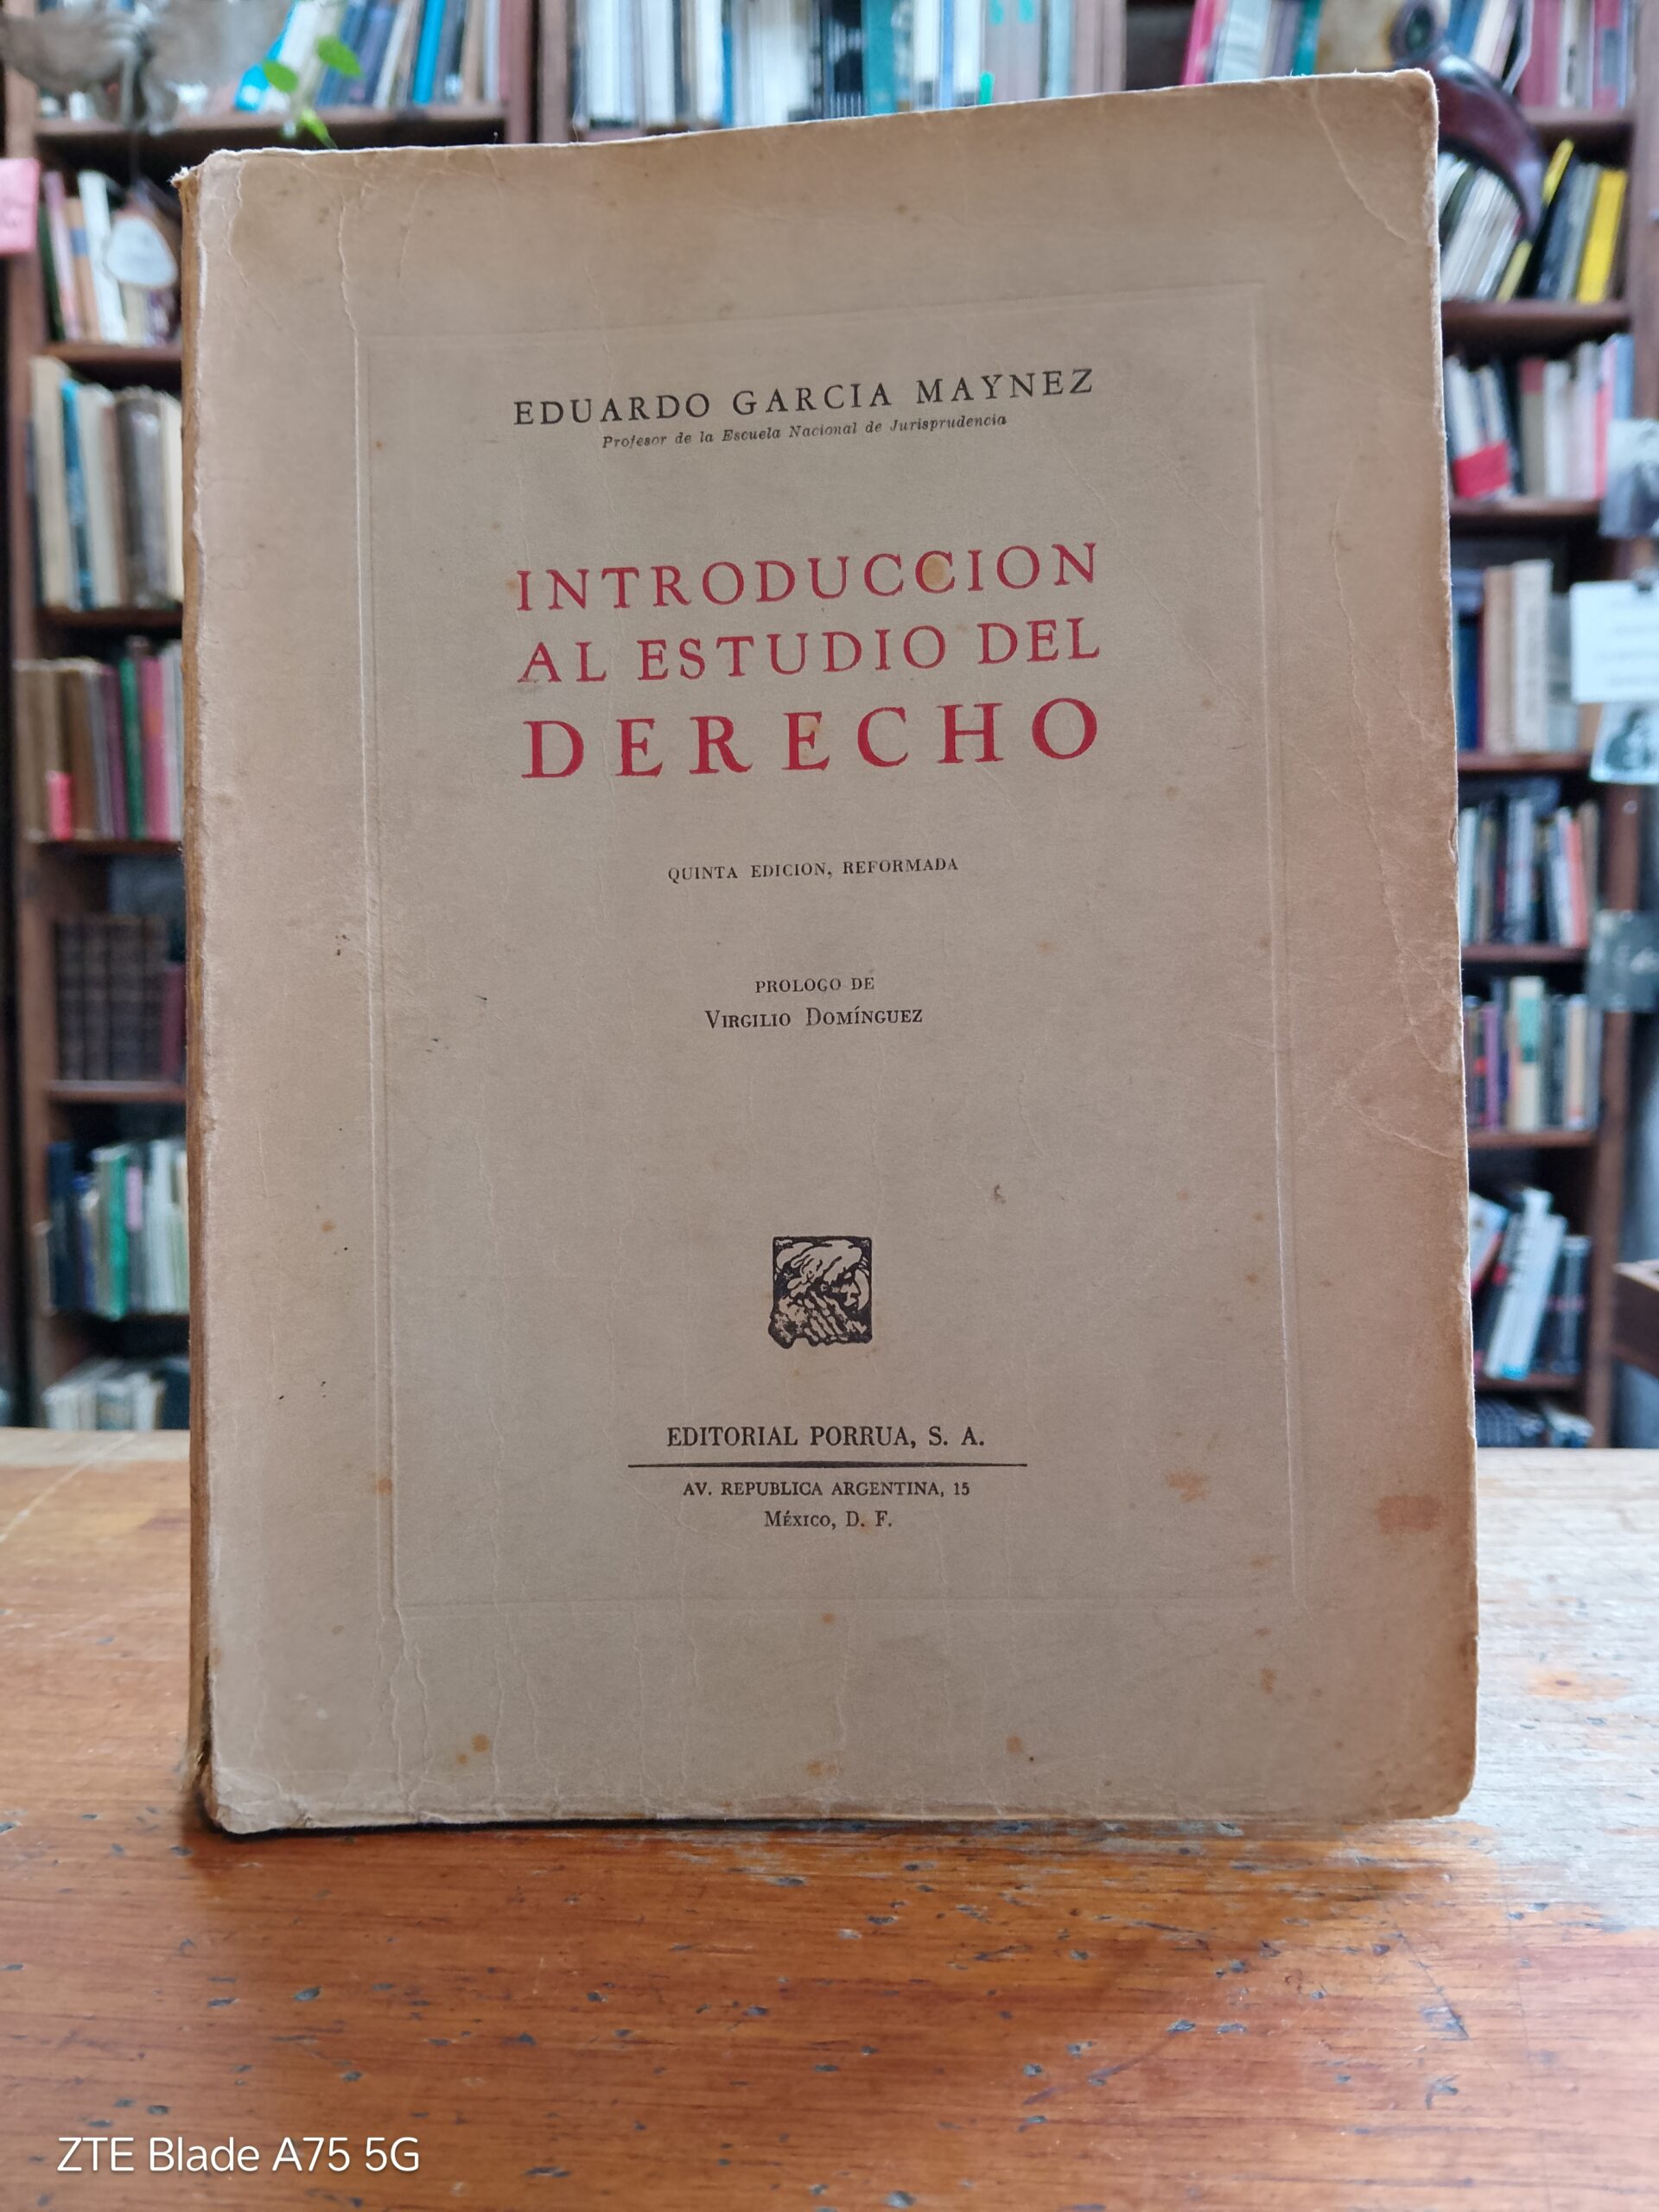 EDUARDO GARCIA MAYNEZ
Profesor de la Escuela Nacional de Jurisprudencia
INTRODUCCION
AL ESTUDIO DEL
DERECHO
QUINTA EDICION, REFORMADA
PROLOGO DE
VIRGILIO DOMÍNGUEZ
EDITORIAL PORRUA, S. A.
AV. REPUBLICA ARGENTINA, 15
MÉXICO, D. F.
ZTE Blade A75 5G